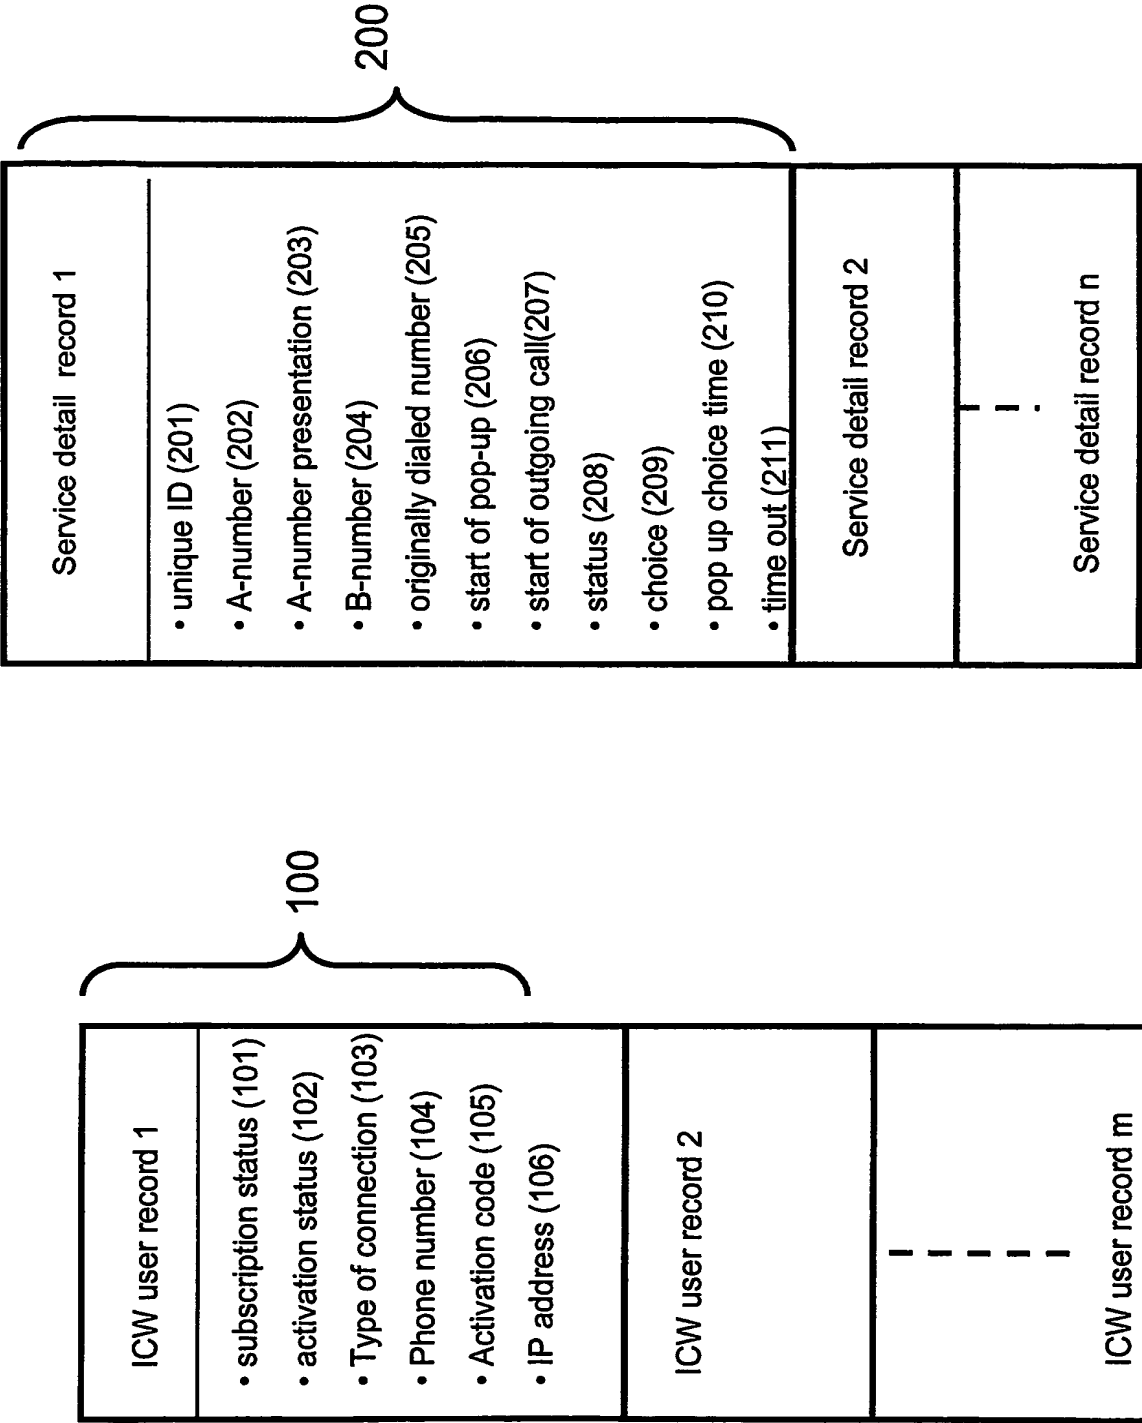 ICW user record 1
• subscription status (101)
• activation status (102)
• Type of connection (103)
• Phone number (104)
• Activation code (105)
• IP address (106)
ICW user record 2
ICW user record m
100
Service detail record 1
• unique ID (201)
• A-number (202)
• A-number presentation (203)
• B-number (204)
• originally dialed number (205)
• start of pop-up (206)
• start of outgoing call(207)
• status (208)
• choice (209)
• pop up choice time (210)
• time out (211)
Service detail record 2
Service detail record n
200